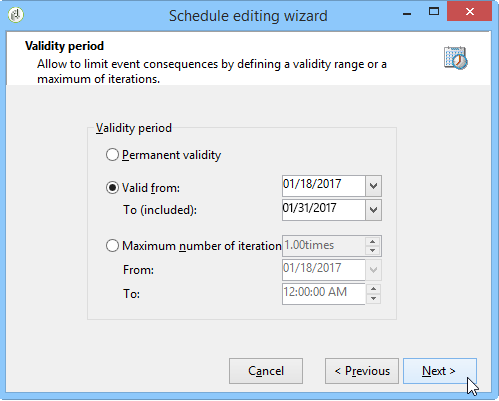 Schedule editing wizard
Validity period
Allow to limit event consequences by defining a validity range or a
maximum of iterations.
Validity period
Permanent validity
Valid from: 01/18/2017
To (included): 01/31/2017
Maximum number of iteration 1.00times
From: 01/18/2017
To: 12:00:00 AM
Cancel < Previous Next >